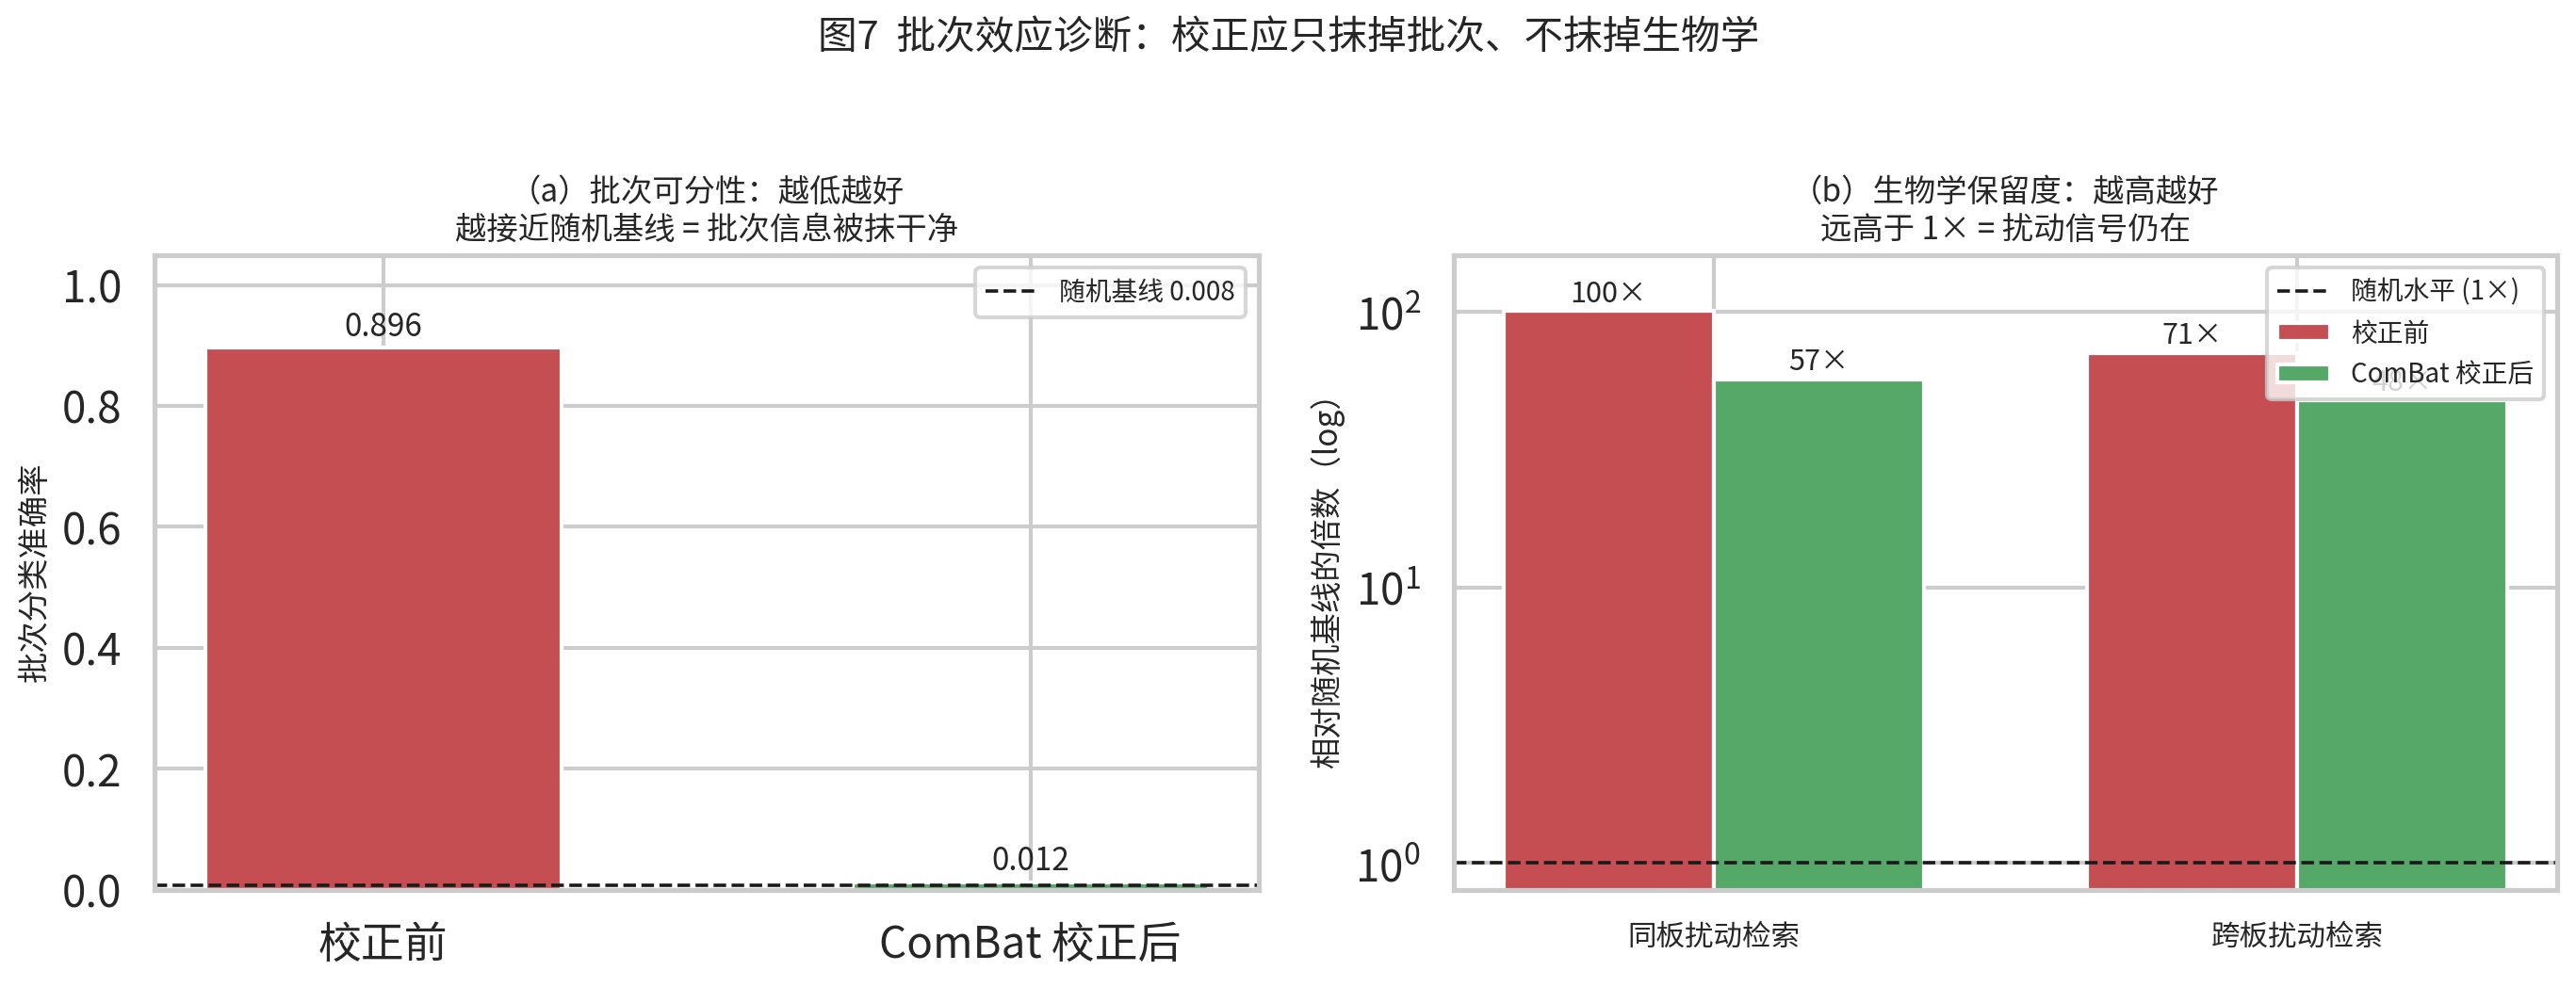 图7 批次效应诊断：校正应只抹掉批次、不抹掉生物学
（a）批次可分性：越低越好
越接近随机基线 = 批次信息被抹干净
批次分类准确率
1.0
0.8
0.6
0.4
0.2
0.0
随机基线 0.008
0.896
0.012
校正前
ComBat 校正后
（b）生物学保留度：越高越好
远高于 1× = 扰动信号仍在
相对随机基线的倍数（log）
10²
10¹
10⁰
随机水平 (1×)
校正前
ComBat 校正后
100×
57×
71×
48×
同板扰动检索
跨板扰动检索